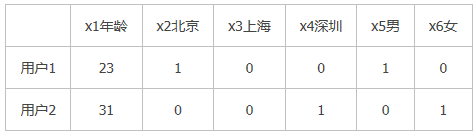 x1年龄 x2北京 x3上海 x4深圳 x5男 x6女
用户1 23 1 0 0 1 0
用户2 31 0 0 1 0 1